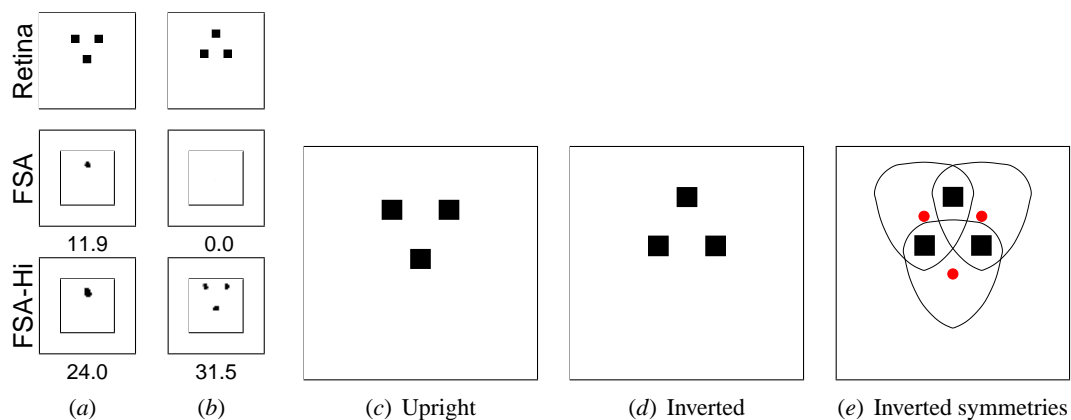 Retina
FSA
11.9 0.0
FSA-Hi
24.0 31.5
(a) (b) (c) Upright (d) Inverted (e) Inverted symmetries